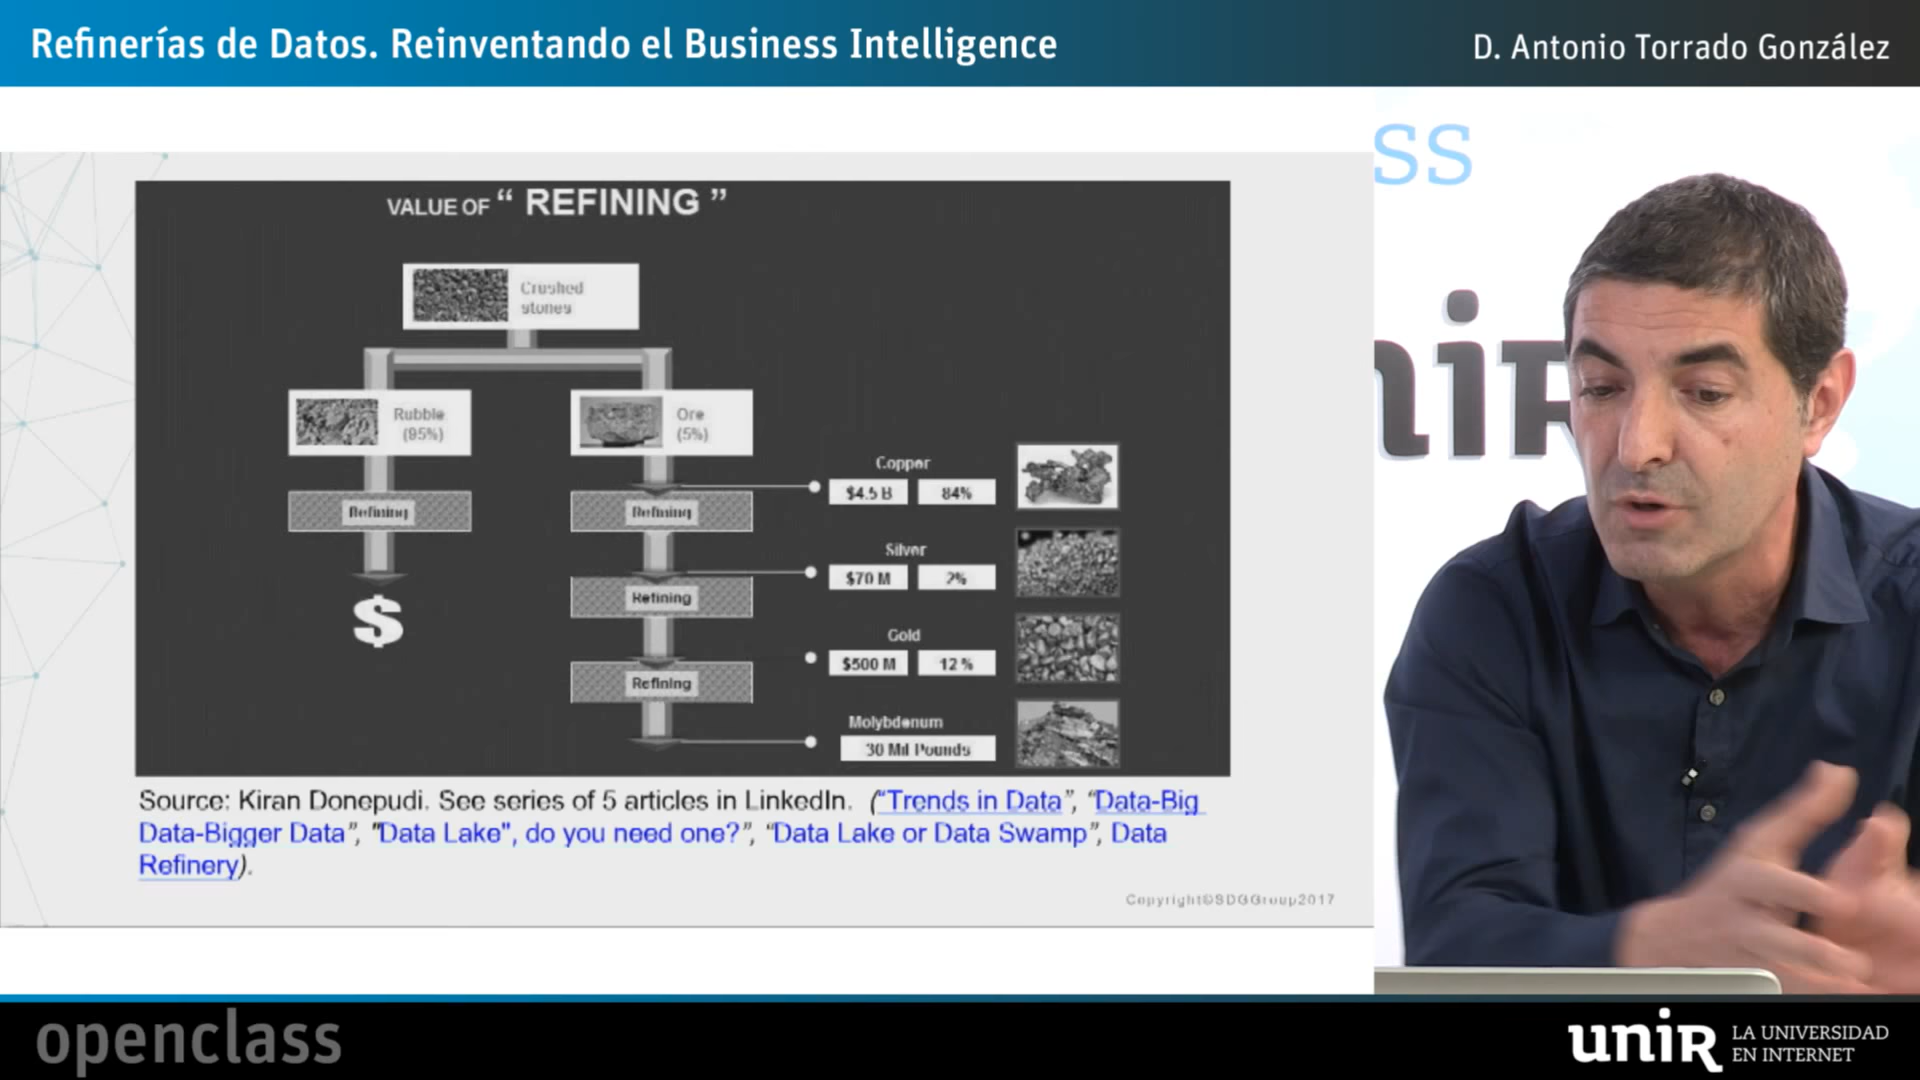 Refinerías de Datos. Reinventando el Business Intelligence
D. Antonio Torrado González
VALUE OF “ REFINING ”
Crushed
stones
Rubble
(95%)
Ore
(5%)
Refining
Refining
Refining
Refining
Copper
$4.5 B
84%
Silver
$70 M
2%
Gold
$500 M
12 %
Molybdenum
30 Mil Pounds
$
Source: Kiran Donepudi. See series of 5 articles in LinkedIn. (“Trends in Data”, “Data-Big
Data-Bigger Data”, "Data Lake", do you need one?”, “Data Lake or Data Swamp”, Data
Refinery).
Copyright©SDGGroup2017
ss
niR
openclass
uniR
LA UNIVERSIDAD
EN INTERNET